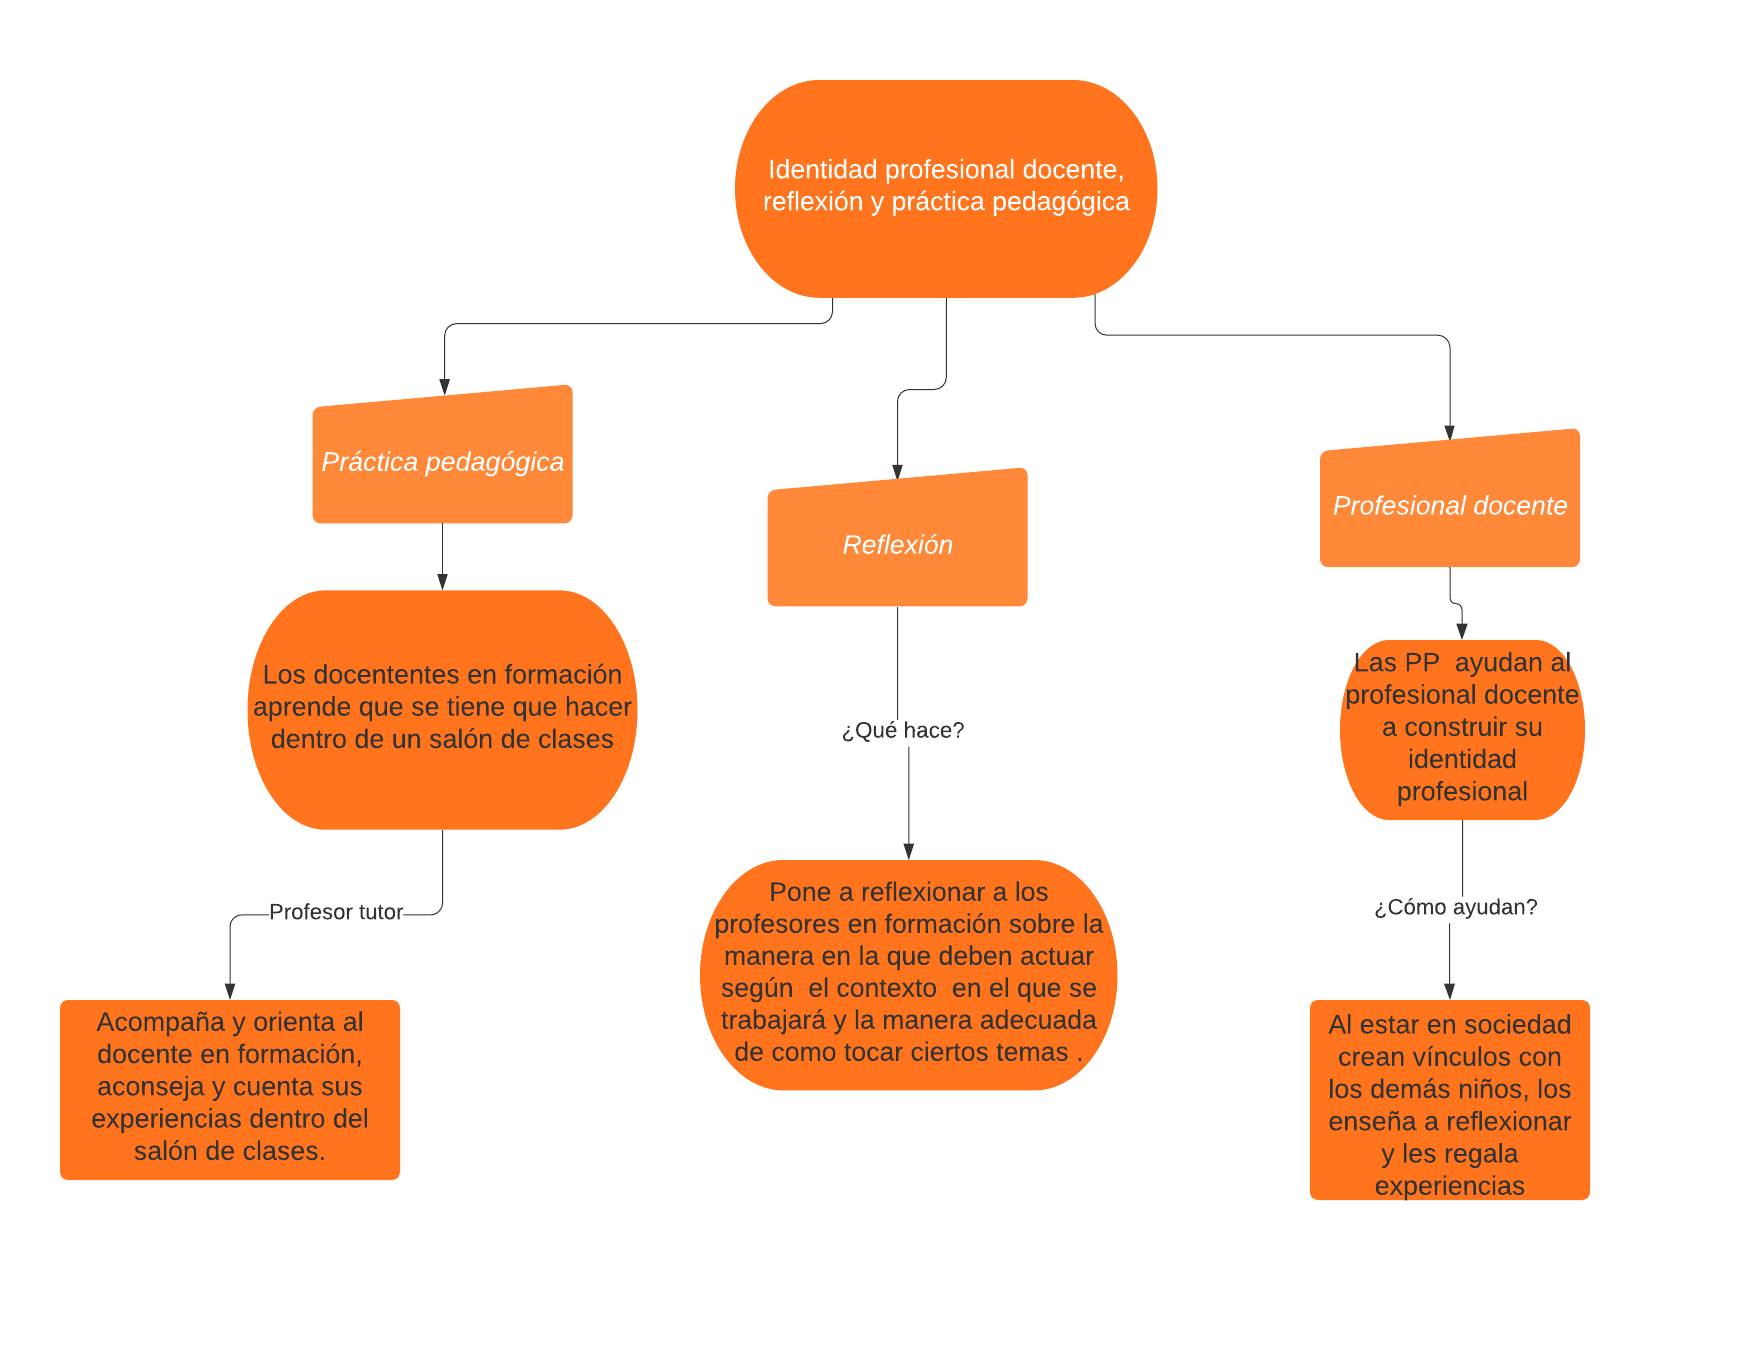 Identidad profesional docente,
reflexión y práctica pedagógica
Práctica pedagógica
Los docententes en formación
aprende que se tiene que hacer
dentro de un salón de clases
Profesor tutor
Acompaña y orienta al
docente en formación,
aconseja y cuenta sus
experiencias dentro del
salón de clases.
Reflexión
¿Qué hace?
Pone a reflexionar a los
profesores en formación sobre la
manera en la que deben actuar
según  el contexto  en el que se
trabajará y la manera adecuada
de como tocar ciertos temas .
Profesional docente
Las PP  ayudan al
profesional docente
a construir su
identidad
profesional
¿Cómo ayudan?
Al estar en sociedad
crean vínculos con
los demás niños, los
enseña a reflexionar
y les regala
experiencias